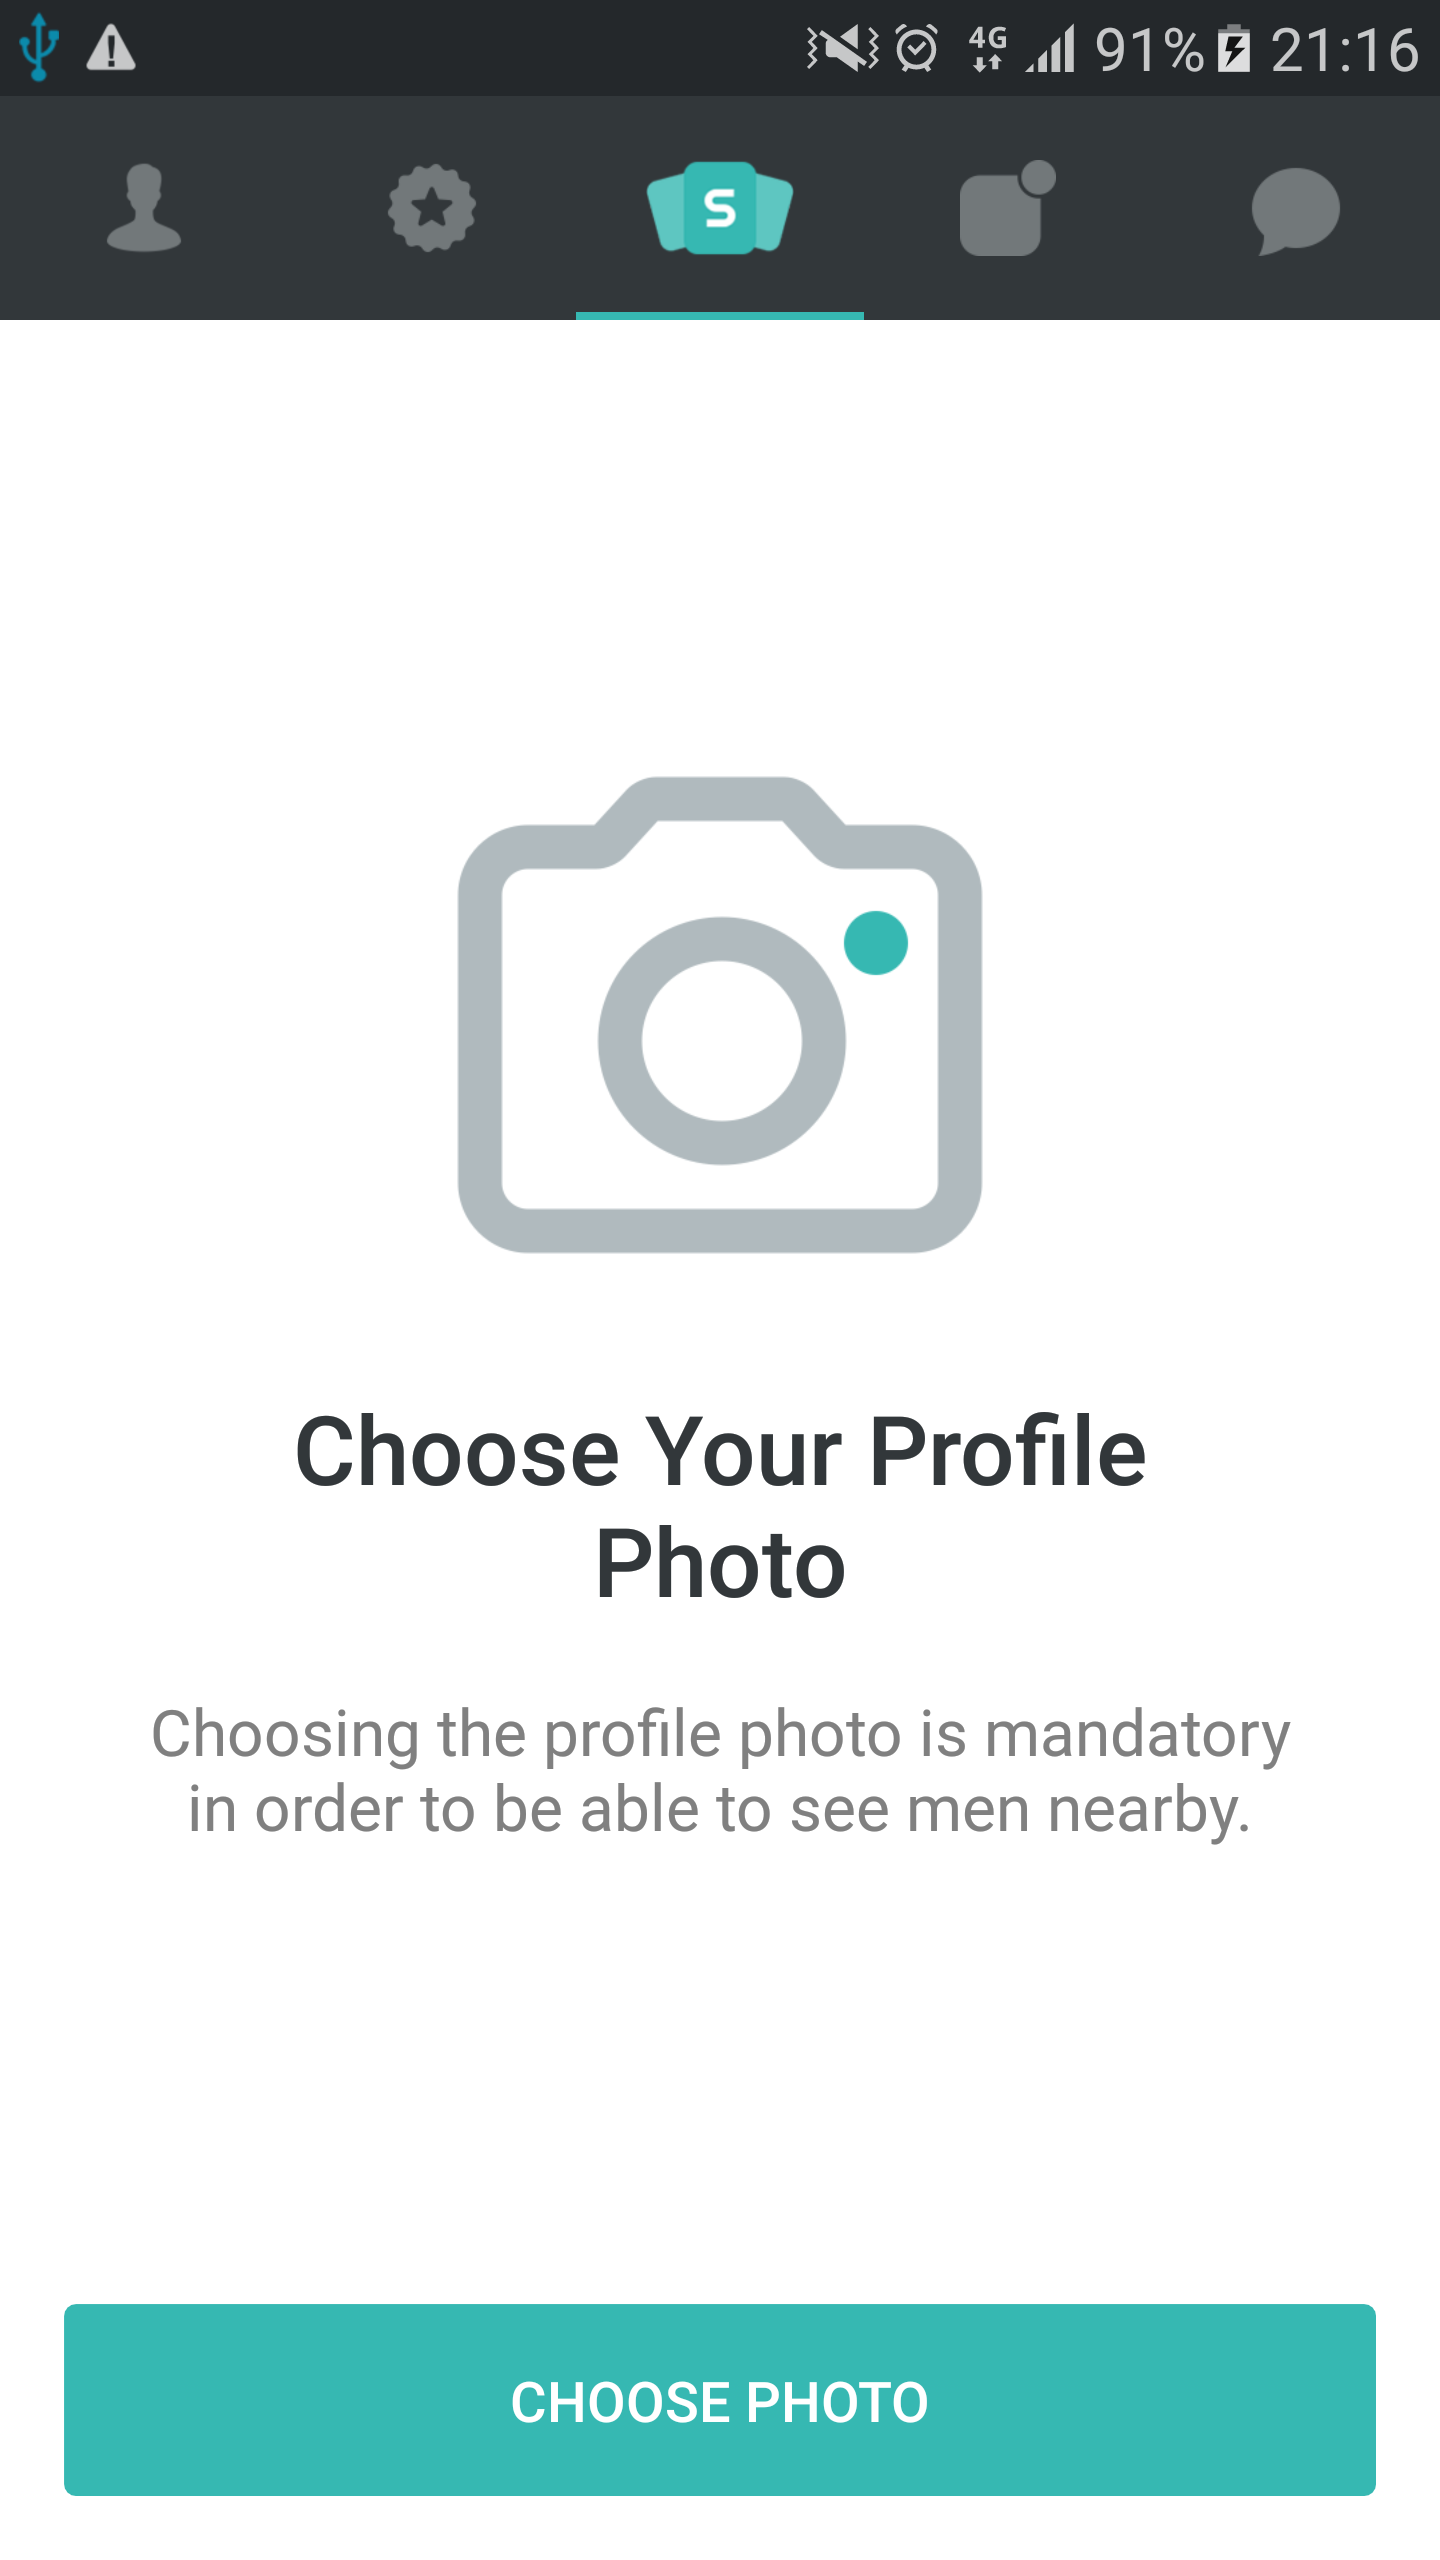 4G 91% 21:16
S
Choose Your Profile
Photo
Choosing the profile photo is mandatory
in order to be able to see men nearby.
CHOOSE PHOTO